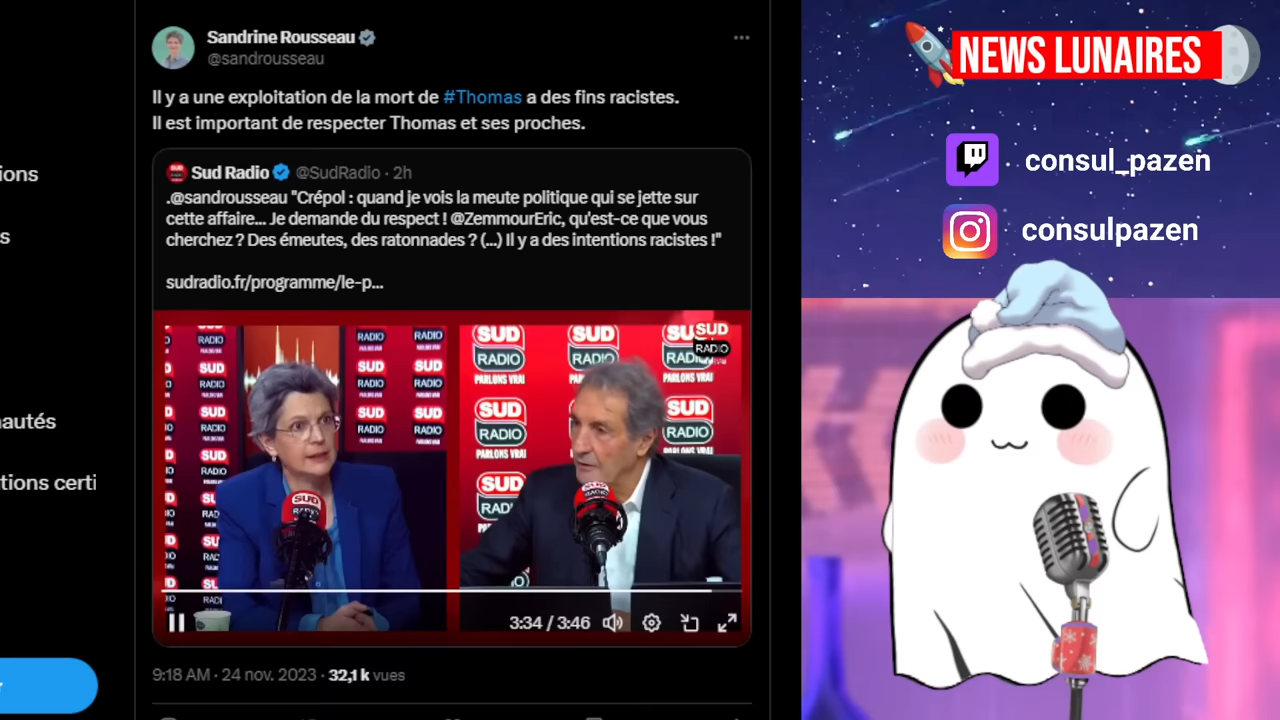 Sandrine Rousseau
@sandrousseau
Il y a une exploitation de la mort de #Thomas a des fins racistes.
Il est important de respecter Thomas et ses proches.
Sud Radio @SudRadio · 2h
.@sandrousseau "Crépol : quand je vois la meute politique qui se jette sur
cette affaire... Je demande du respect ! @ZemmourEric, qu'est-ce que vous
cherchez ? Des émeutes, des ratonnades ? (...) Il y a des intentions racistes !"
sudradio.fr/programme/le-p...
SUD
RADIO
PARLONS VRAI
3:34 / 3:46
9:18 AM · 24 nov. 2023 · 32,1 k vues
ions
s
autés
tions certi
NEWS LUNAIRES
consul_pazen
consulpazen